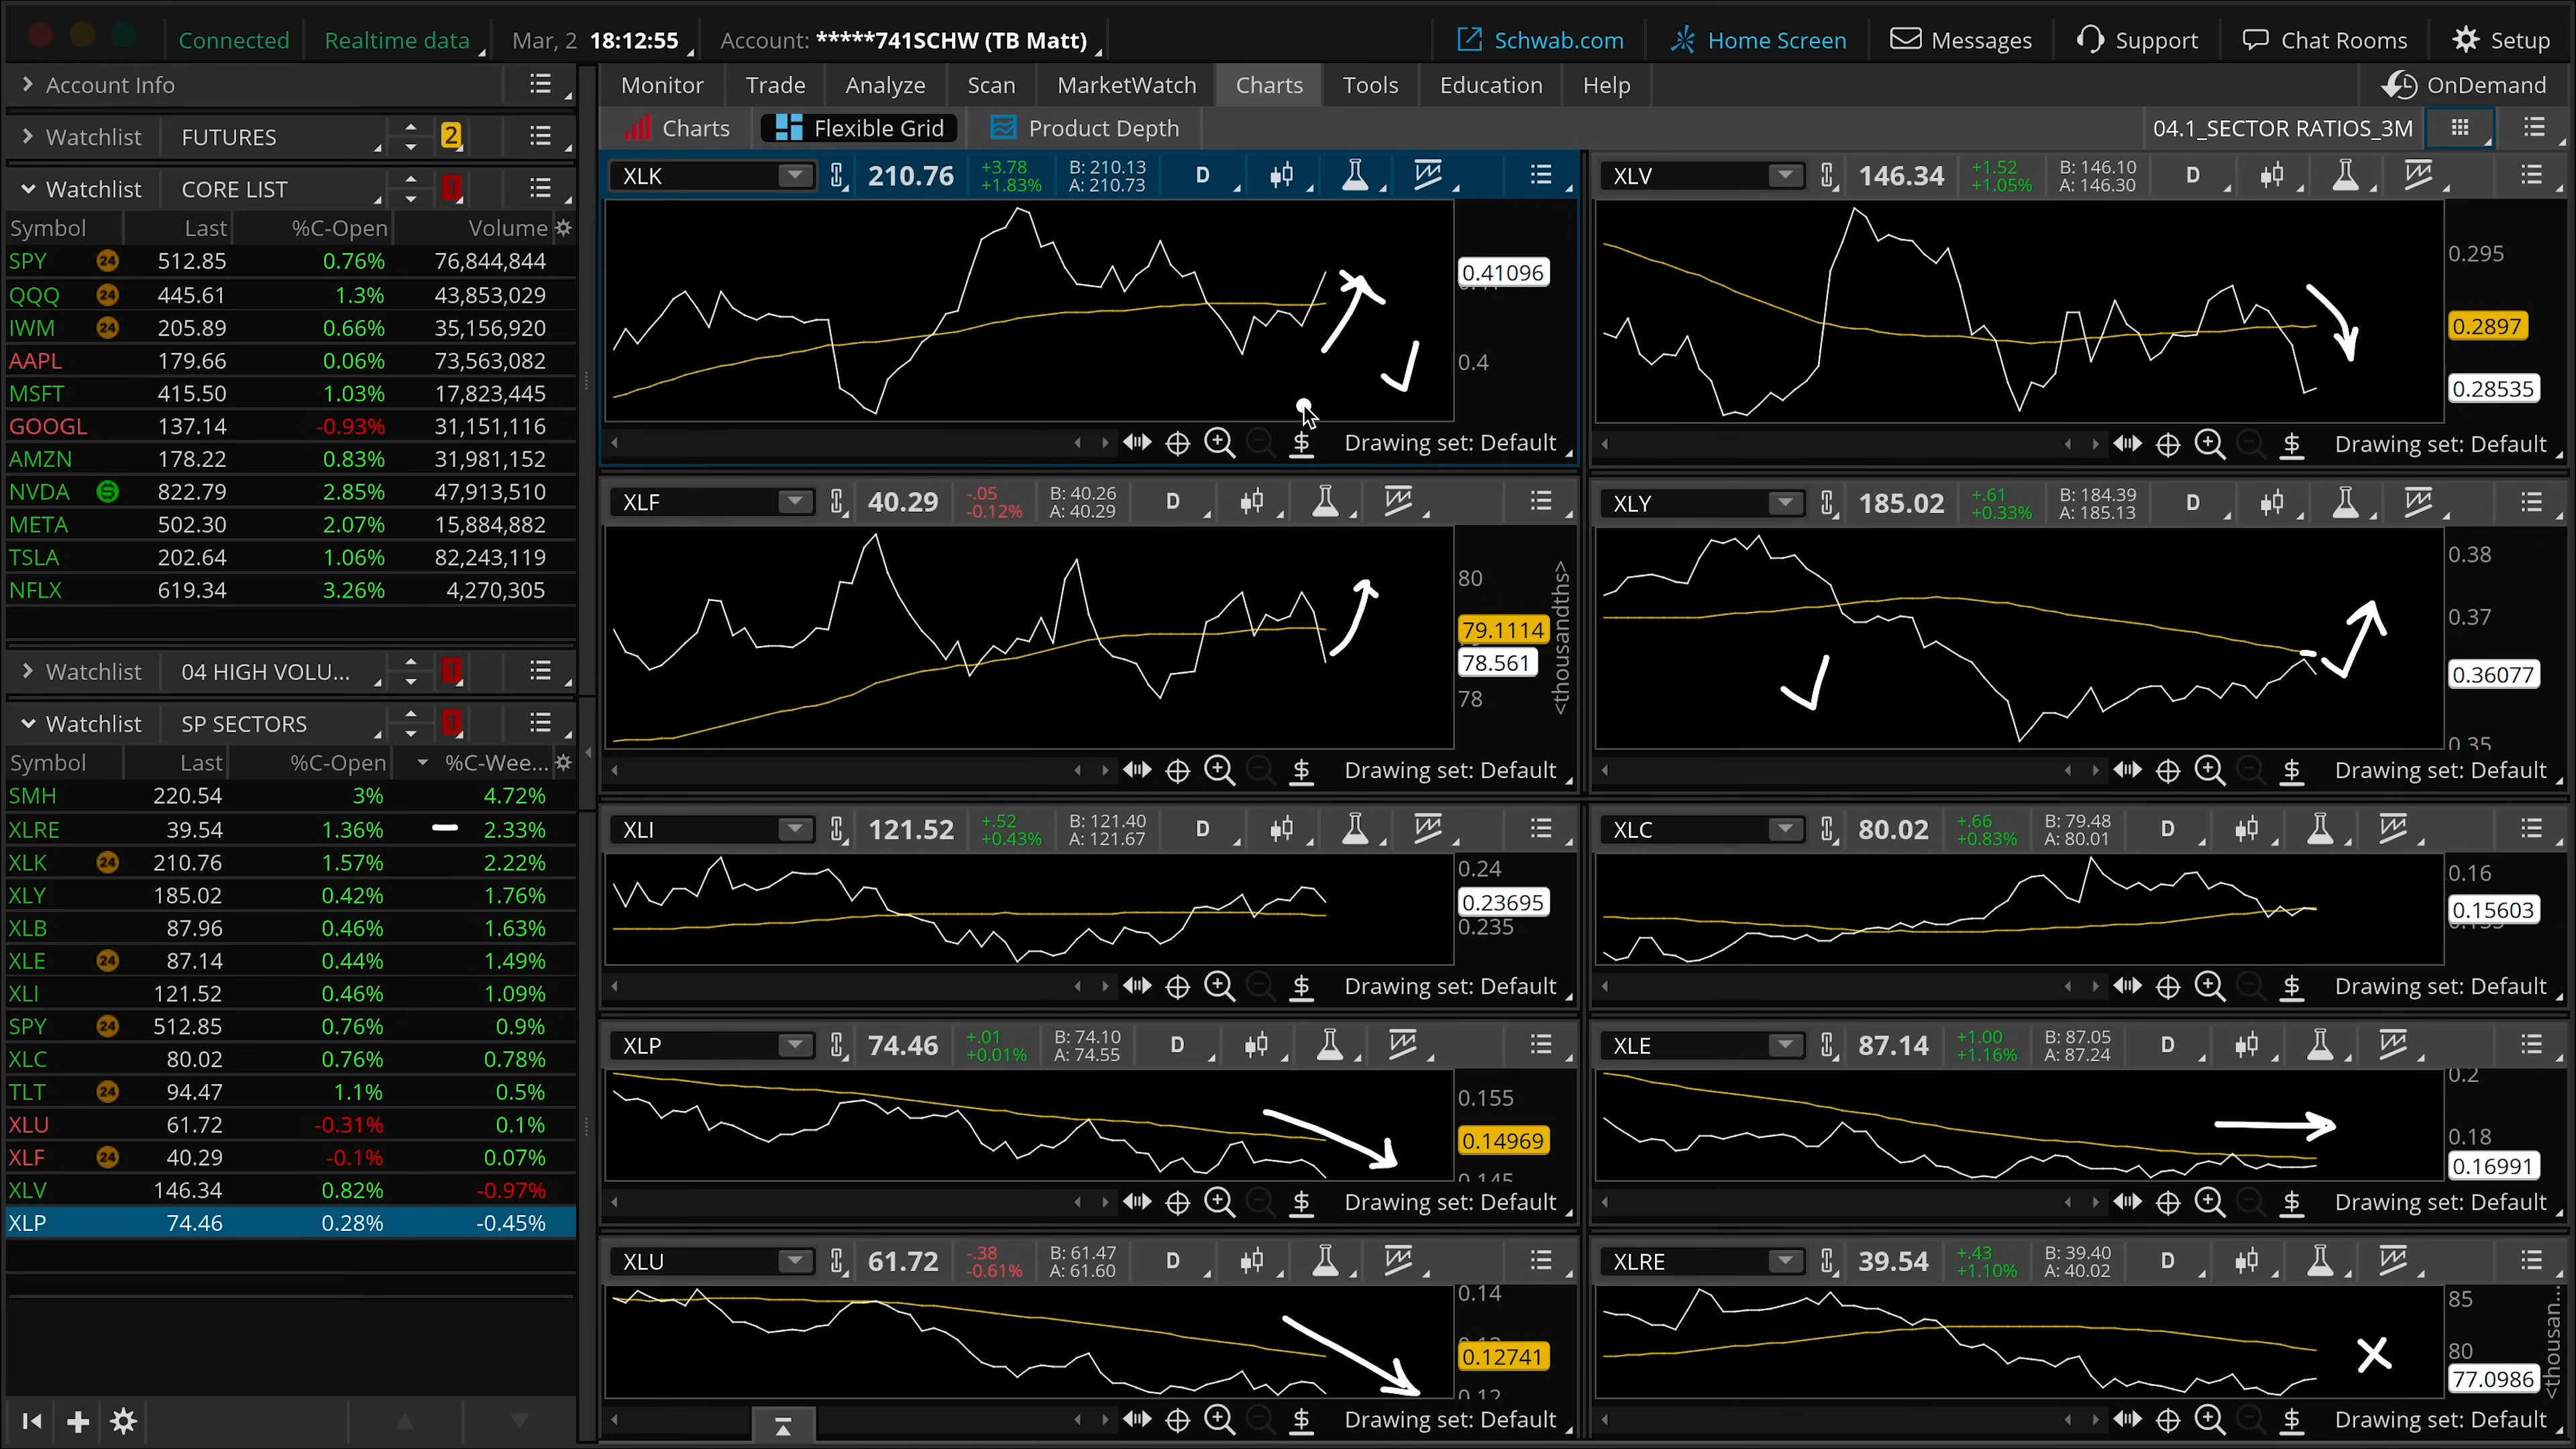 Connected Realtime data Mar, 2 18:12:55 Account: *****741SCHW (TB Matt) Schwab.com Home Screen Messages Support Chat Rooms Setup
Account Info
Monitor Trade Analyze Scan MarketWatch Charts Tools Education Help OnDemand
Charts Flexible Grid Product Depth 04.1_SECTOR RATIOS_3M
Watchlist FUTURES 2
Watchlist CORE LIST 1
Symbol Last %C-Open Volume
SPY 24 512.85 0.76% 76,844,844
QQQ 24 445.61 1.3% 43,853,029
IWM 24 205.89 0.66% 35,156,920
AAPL 179.66 0.06% 73,563,082
MSFT 415.50 1.03% 17,823,445
GOOGL 137.14 -0.93% 31,151,116
AMZN 178.22 0.83% 31,981,152
NVDA 822.79 2.85% 47,913,510
META 502.30 2.07% 15,884,882
TSLA 202.64 1.06% 82,243,119
NFLX 619.34 3.26% 4,270,305
Watchlist 04 HIGH VOLU... 1
Watchlist SP SECTORS 1
Symbol Last %C-Open %C-Wee...
SMH 220.54 3% 4.72%
XLRE 39.54 1.36% 2.33%
XLK 24 210.76 1.57% 2.22%
XLY 185.02 0.42% 1.76%
XLB 87.96 0.46% 1.63%
XLE 24 87.14 0.44% 1.49%
XLI 121.52 0.46% 1.09%
SPY 24 512.85 0.76% 0.9%
XLC 80.02 0.76% 0.78%
TLT 24 94.47 1.1% 0.5%
XLU 61.72 -0.31% 0.1%
XLF 24 40.29 -0.1% 0.07%
XLV 146.34 0.82% -0.97%
XLP 74.46 0.28% -0.45%
XLK 210.76 +3.78 +1.83% B: 210.13 A: 210.73 D
0.41096
0.4
Drawing set: Default
XLV 146.34 +1.52 +1.05% B: 146.10 A: 146.30 D
0.295
0.2897
0.28535
Drawing set: Default
XLF 40.29 -.05 -0.12% B: 40.26 A: 40.29 D
80
79.1114
78.561
78
<thousandths>
Drawing set: Default
XLY 185.02 +.61 +0.33% B: 184.39 A: 185.13 D
0.38
0.37
0.36077
0.35
Drawing set: Default
XLI 121.52 +.52 +0.43% B: 121.40 A: 121.67 D
0.24
0.23695
0.235
Drawing set: Default
XLC 80.02 +.66 +0.83% B: 79.48 A: 80.01 D
0.16
0.15603
Drawing set: Default
XLP 74.46 +.01 +0.01% B: 74.10 A: 74.55 D
0.155
0.14969
0.145
Drawing set: Default
XLE 87.14 +1.00 +1.16% B: 87.05 A: 87.24 D
0.2
0.18
0.16991
Drawing set: Default
XLU 61.72 -.38 -0.61% B: 61.47 A: 61.60 D
0.14
0.12741
0.12
Drawing set: Default
XLRE 39.54 +.43 +1.10% B: 39.40 A: 40.02 D
85
80
77.0986
<thousan...
Drawing set: Default